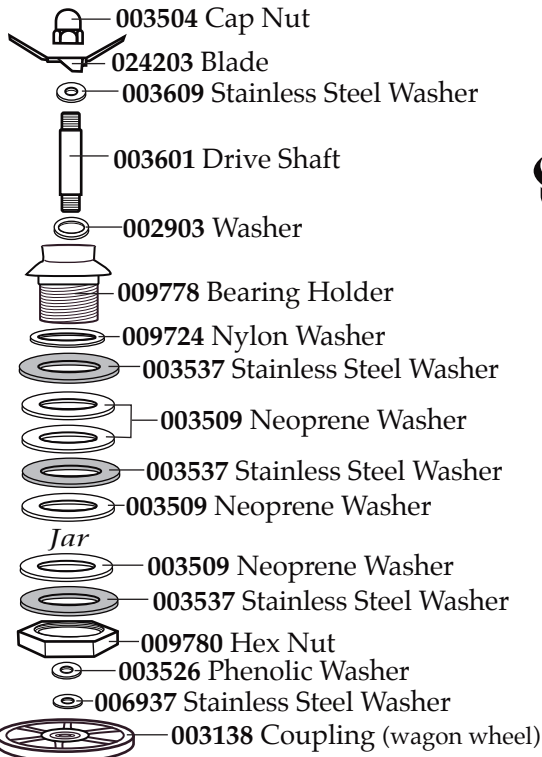 003504 Cap Nut
024203 Blade
003609 Stainless Steel Washer
003601 Drive Shaft
002903 Washer
009778 Bearing Holder
009724 Nylon Washer
003537 Stainless Steel Washer
003509 Neoprene Washer
003537 Stainless Steel Washer
003509 Neoprene Washer
Jar
003509 Neoprene Washer
003537 Stainless Steel Washer
009780 Hex Nut
003526 Phenolic Washer
006937 Stainless Steel Washer
003138 Coupling (wagon wheel)